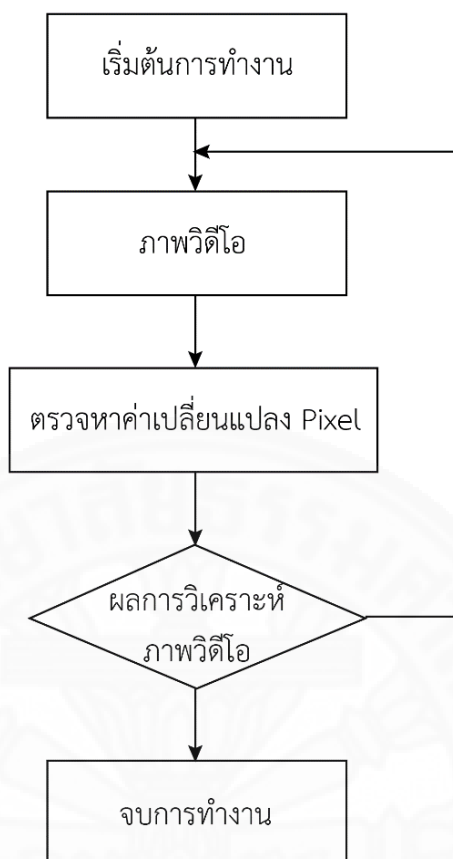 เริ่มต้นการทำงาน
ภาพวิดีโอ
ตรวจหาค่าเปลี่ยนแปลง Pixel
ผลการวิเคราะห์
ภาพวิดีโอ
จบการทำงาน